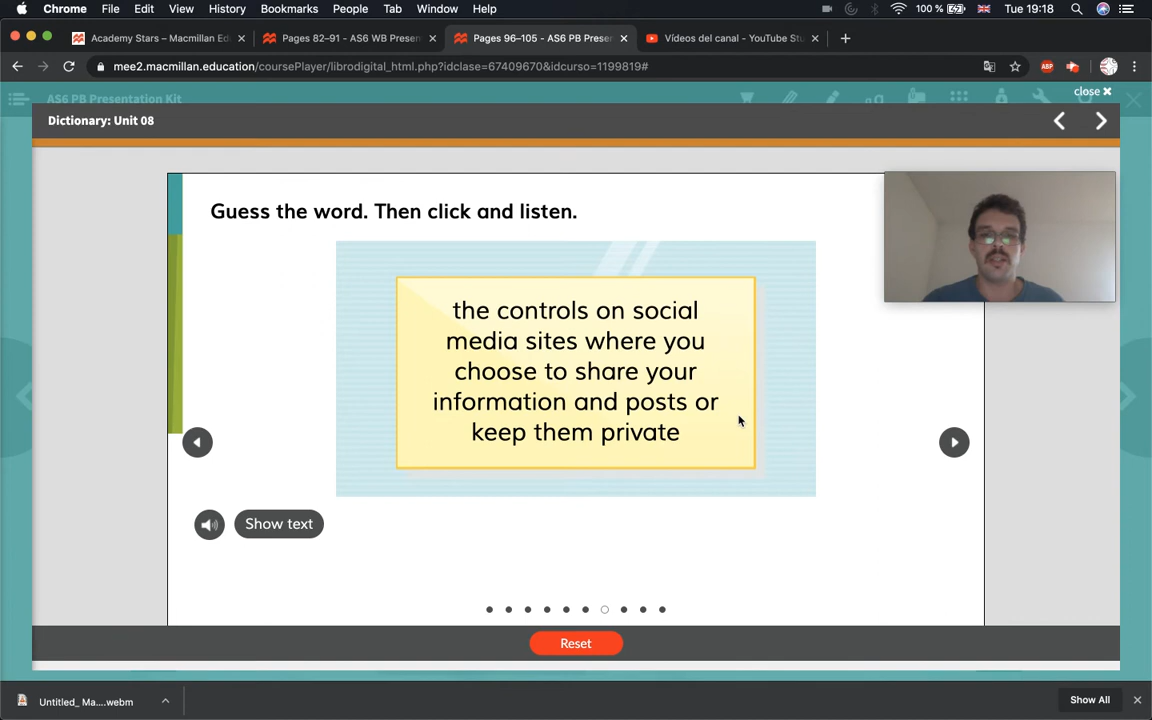 Chrome File Edit View History Bookmarks People Tab Window Help 100 % Tue 19:18
Academy Stars – Macmillan Ed Pages 82–91 - AS6 WB Presen Pages 96–105 - AS6 PB Presen Vídeos del canal - YouTube Stu
mee2.macmillan.education/coursePlayer/librodigital_html.php?idclase=67409670&idcurso=1199819# ABP
AS6 PB Presentation Kit close
Dictionary: Unit 08
Guess the word. Then click and listen.
the controls on social
media sites where you
choose to share your
information and posts or
keep them private
Show text
Reset
Untitled_ Ma....webm Show All